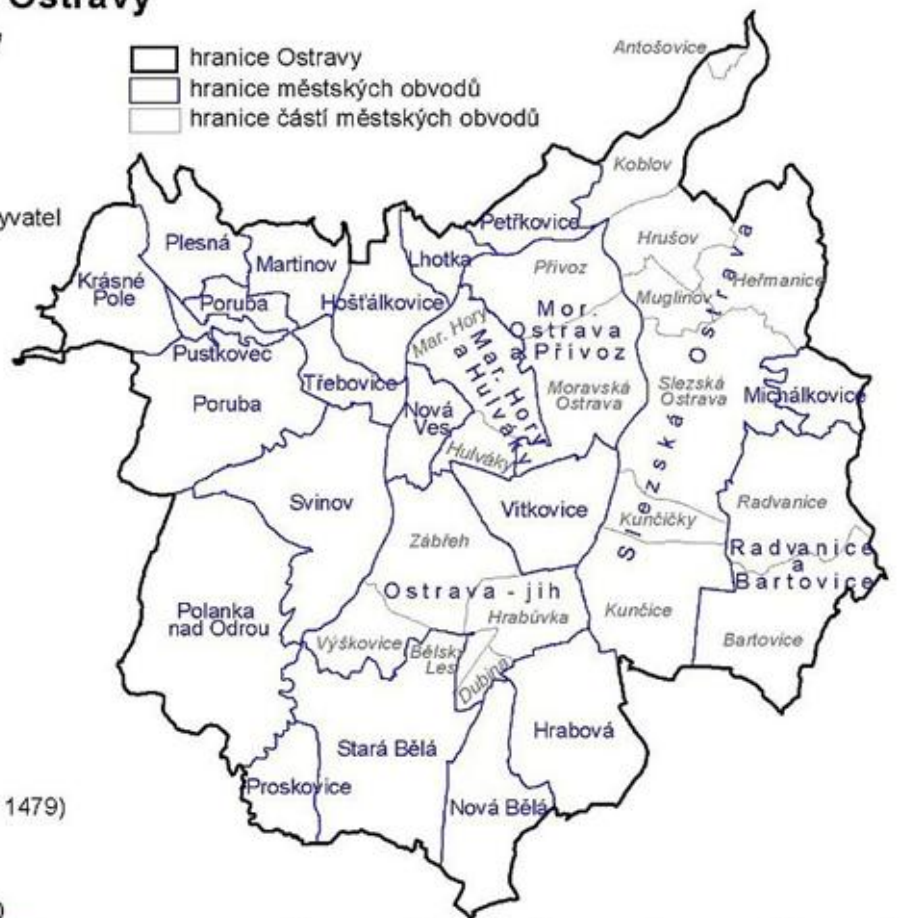 Ostravy
hranice Ostravy
hranice městských obvodů
hranice částí městských obvodů
yvatel
Antošovice
Koblov
Petřkovice
Hrušov
Plesná
Martinov
Lhotka
Přívoz
Heřmanice
Krásné
Pole
Poruba
Hošťálkovice
Muglinov
Mar. Hory
Mar. Hory
a Hulváky
Mor.
Ostrava
a
Přívoz
Slezská Ostrava
Pustkovec
Třebovice
Poruba
Nová
Ves
Moravská
Ostrava
Slezská
Ostrava
Michálkovice
Hulváky
Svinov
Vitkovice
Kunčičky
Radvanice
Zábřeh
Radvanice
a
Bartovice
Ostrava - jih
Hrabůvka
Kunčice
Polanka
nad Odrou
Výškovice
Bělský
Les
Dubina
Bartovice
Hrabová
Stará Bělá
Proskovice
Nová Bělá
1479)
)